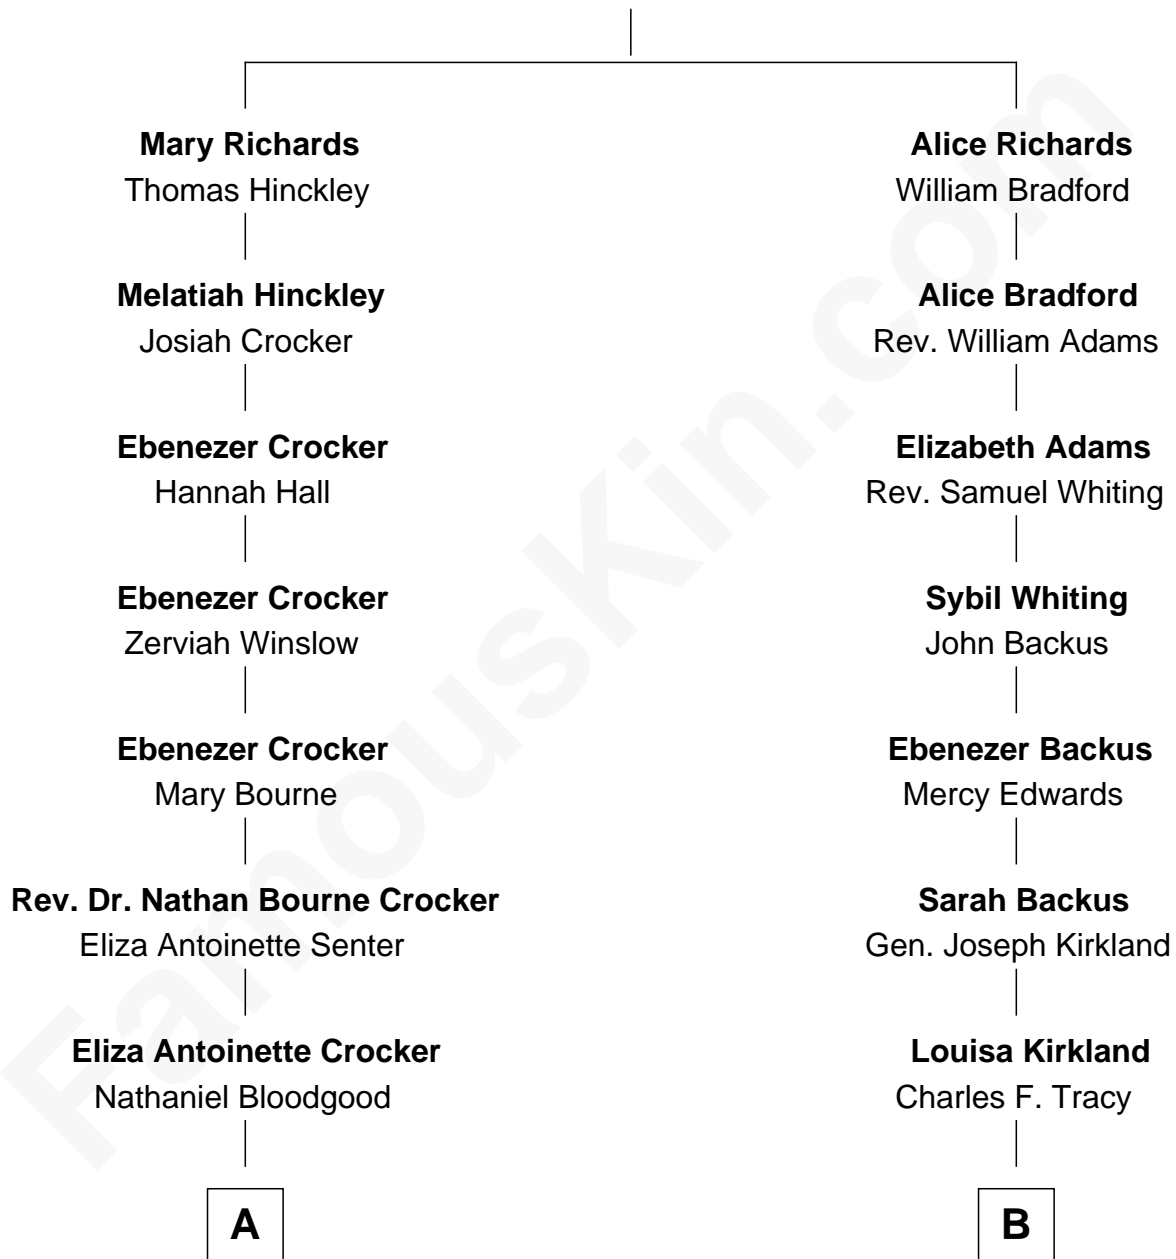 Mary Richards
Thomas Hinckley
Alice Richards
William Bradford
Melatiah Hinckley
Josiah Crocker
Alice Bradford
Rev. William Adams
Ebenezer Crocker
Hannah Hall
Elizabeth Adams
Rev. Samuel Whiting
Ebenezer Crocker
Zerviah Winslow
Sybil Whiting
John Backus
Ebenezer Crocker
Mary Bourne
Ebenezer Backus
Mercy Edwards
Rev. Dr. Nathan Bourne Crocker
Eliza Antoinette Senter
Sarah Backus
Gen. Joseph Kirkland
Eliza Antoinette Crocker
Nathaniel Bloodgood
Louisa Kirkland
Charles F. Tracy
A
B
FamousKin.com